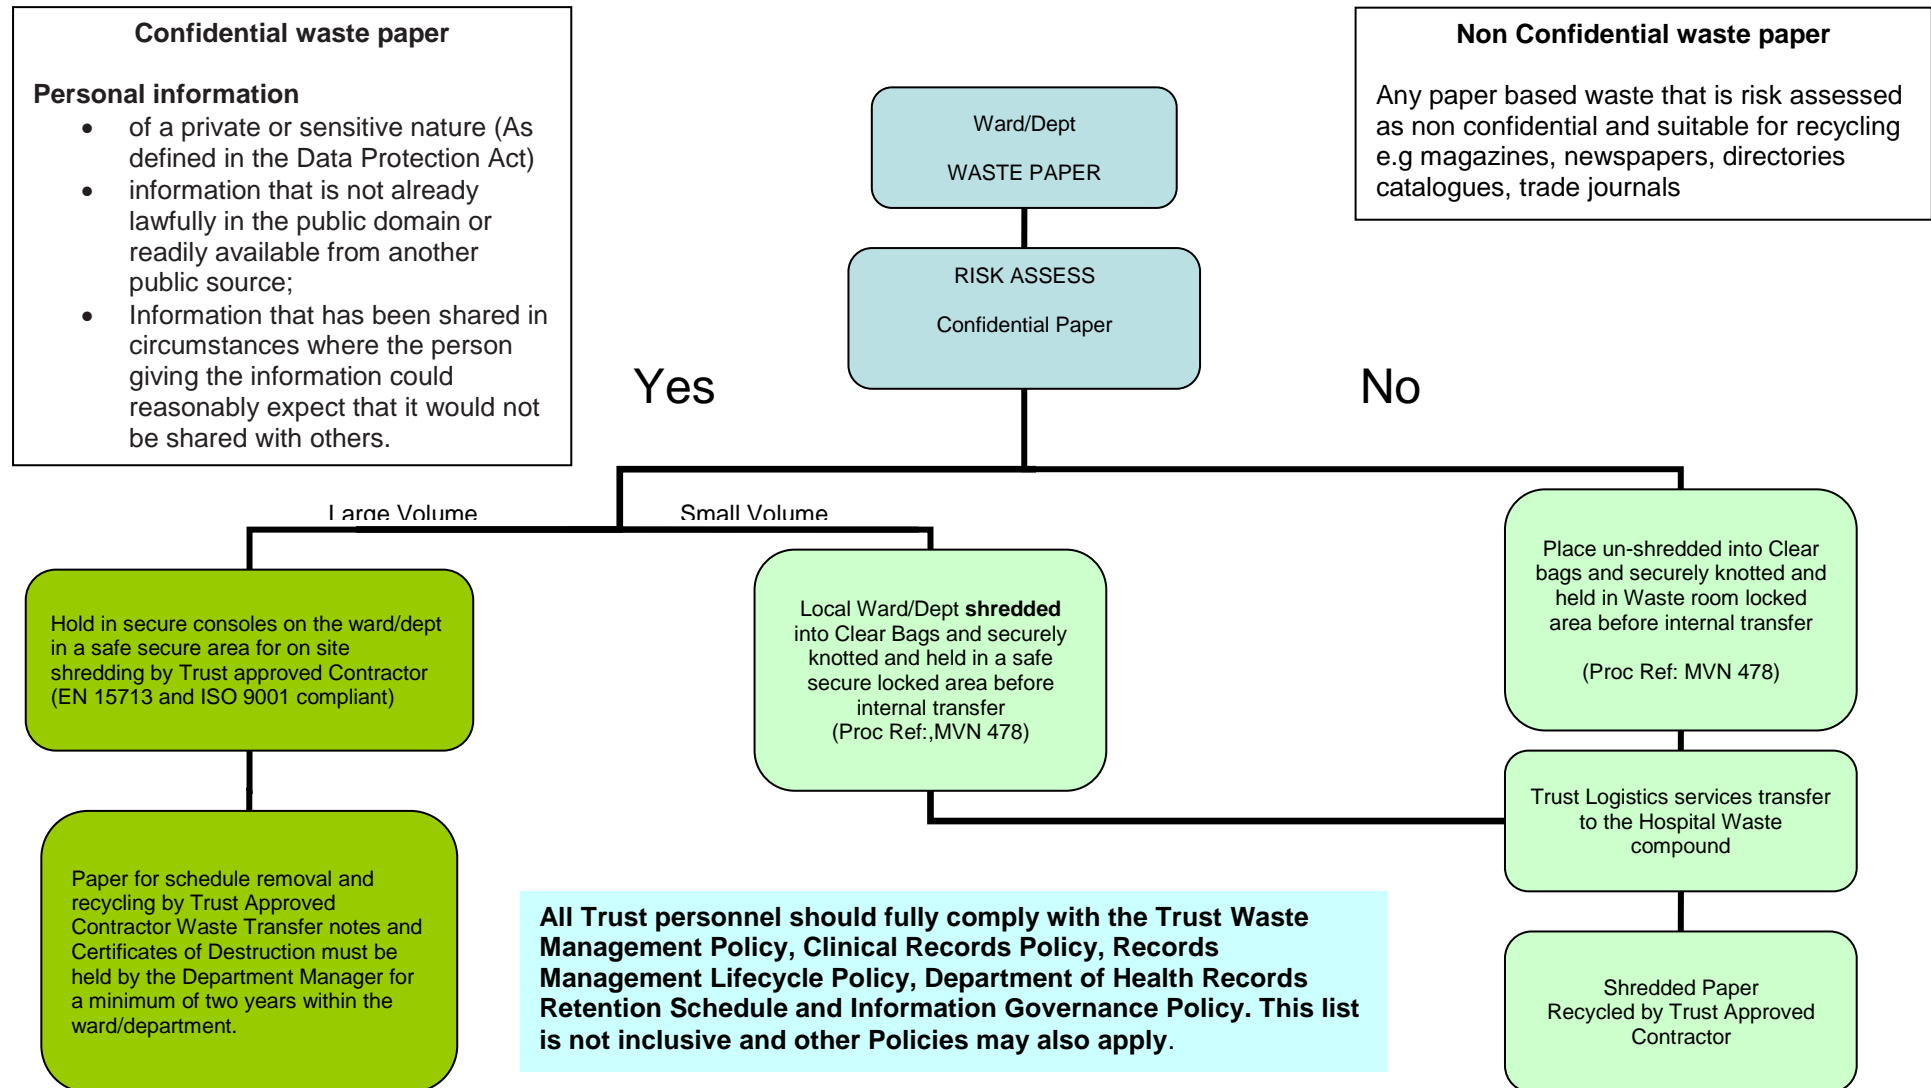 Confidential waste paper
Personal information
• of a private or sensitive nature (As
defined in the Data Protection Act)
• information that is not already
lawfully in the public domain or
readily available from another
public source;
• Information that has been shared in
circumstances where the person
giving the information could
reasonably expect that it would not
be shared with others.
Ward/Dept
WASTE PAPER
RISK ASSESS
Confidential Paper
Non Confidential waste paper
Any paper based waste that is risk assessed
as non confidential and suitable for recycling
e.g magazines, newspapers, directories
catalogues, trade journals
Yes
No
Large Volume
Small Volume
Hold in secure consoles on the ward/dept
in a safe secure area for on site
shredding by Trust approved Contractor
(EN 15713 and ISO 9001 compliant)
Local Ward/Dept shredded
into Clear Bags and securely
knotted and held in a safe
secure locked area before
internal transfer
(Proc Ref:,MVN 478)
Place un-shredded into Clear
bags and securely knotted and
held in Waste room locked
area before internal transfer
(Proc Ref: MVN 478)
Trust Logistics services transfer
to the Hospital Waste
compound
Paper for schedule removal and
recycling by Trust Approved
Contractor Waste Transfer notes and
Certificates of Destruction must be
held by the Department Manager for
a minimum of two years within the
ward/department.
All Trust personnel should fully comply with the Trust Waste
Management Policy, Clinical Records Policy, Records
Management Lifecycle Policy, Department of Health Records
Retention Schedule and Information Governance Policy. This list
is not inclusive and other Policies may also apply.
Shredded Paper
Recycled by Trust Approved
Contractor